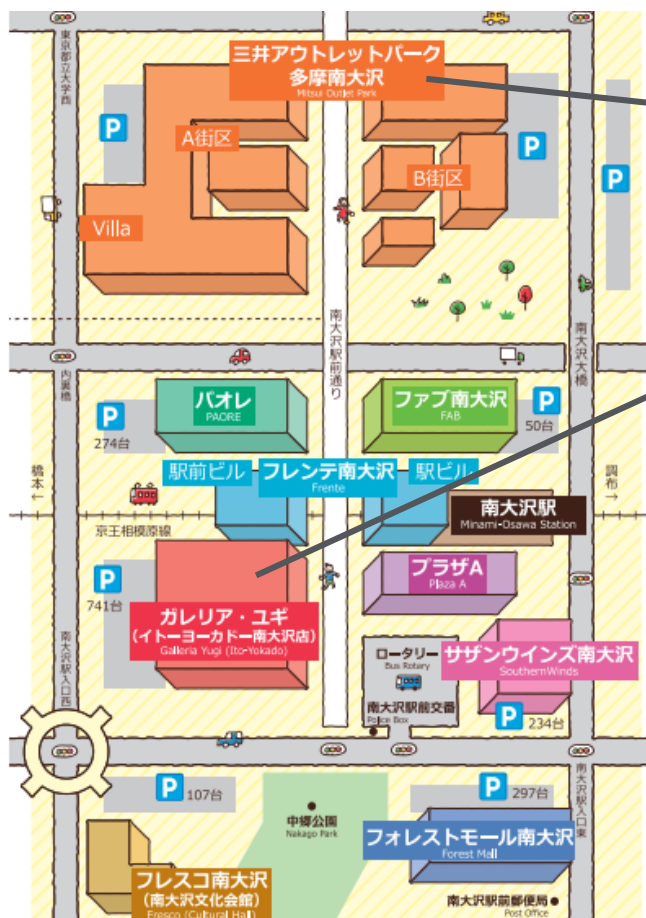 東京都立大学西
三井アウトレットパーク
多摩南大沢
Mitsui Outlet Park
P
A街区
P
B街区
P
Villa
南大沢駅前通り
南大沢大橋
内裏橋
パオレ
PAORE
ファブ南大沢
FAB
P
274台
P
50台
橋本←
駅前ビル
フレンテ南大沢
Frente
駅ビル
調布→
南大沢駅
Minami-Osawa Station
京王相模原線
P
741台
プラザA
Plaza A
ガレリア・ユギ
(イトーヨーカドー南大沢店)
Galleria Yugi (Ito-Yokado)
南大沢駅入口西
ロータリー
Bus Rotary
サザンウインズ南大沢
SouthernWinds
南大沢駅前交番
Police Box
P
234台
南大沢駅入口東
P
107台
P
297台
中郷公園
Nakago Park
フォレストモール南大沢
Forest Mall
フレスコ南大沢
(南大沢文化会館)
Fresco (Cultural Hall)
南大沢駅前郵便局
Post Office